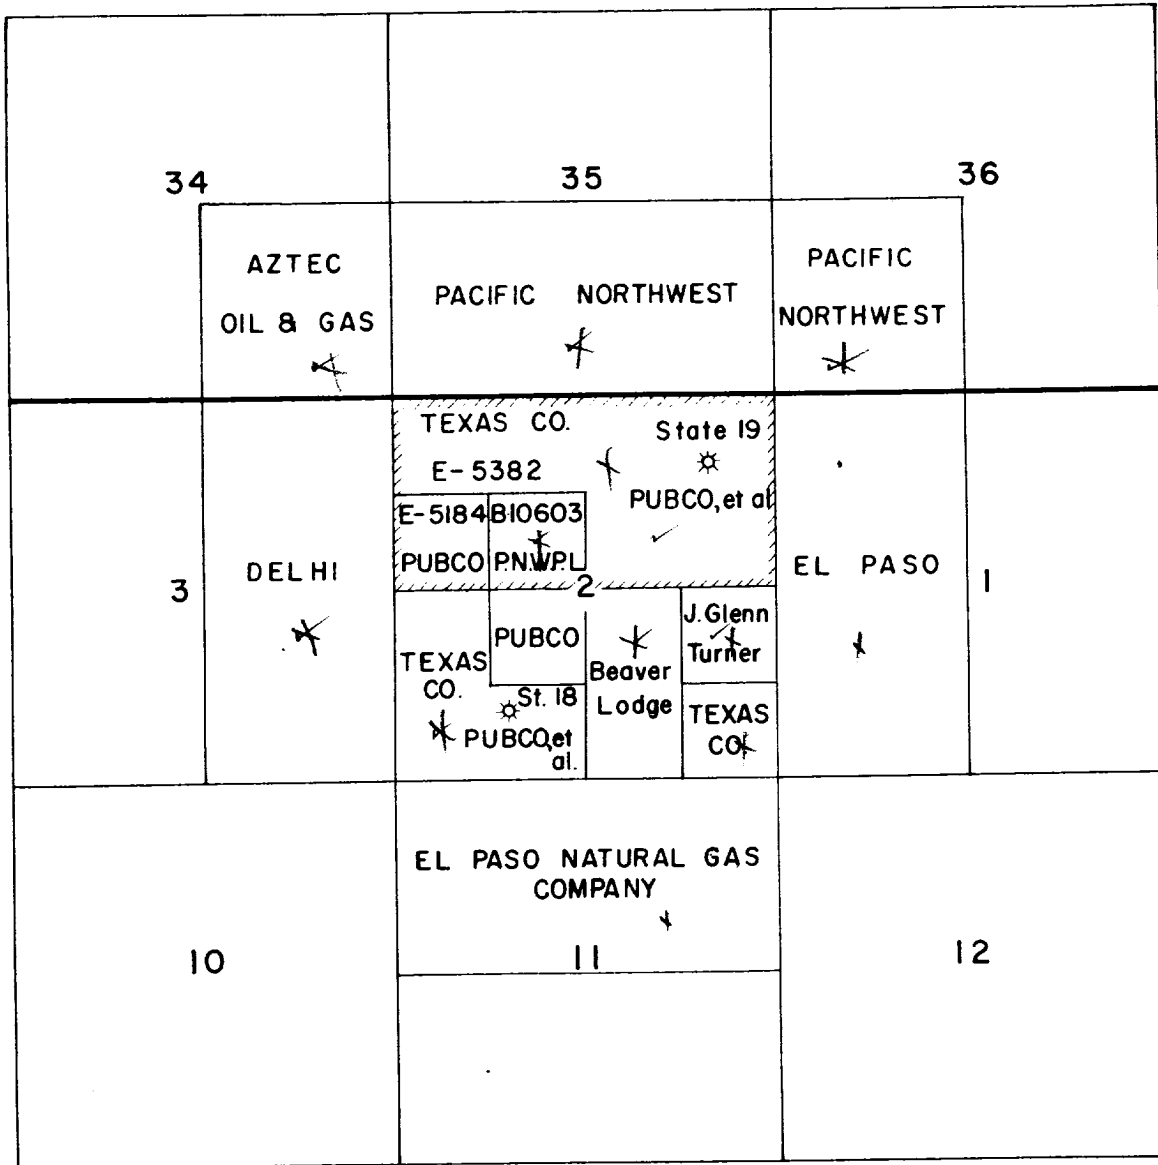 34
35
36
AZTEC
OIL & GAS
PACIFIC NORTHWEST
PACIFIC
NORTHWEST
TEXAS CO.
E-5382
State 19
PUBCO, et al
E-5184
PUBCO
B10603
P.N.W.P.L
3
DELHI
2
EL PASO
1
TEXAS
CO.
PUBCO
St. 18
PUBCO, et
al.
Beaver
Lodge
J. Glenn
Turner
TEXAS
CO.
EL PASO NATURAL GAS
COMPANY
10
11
12